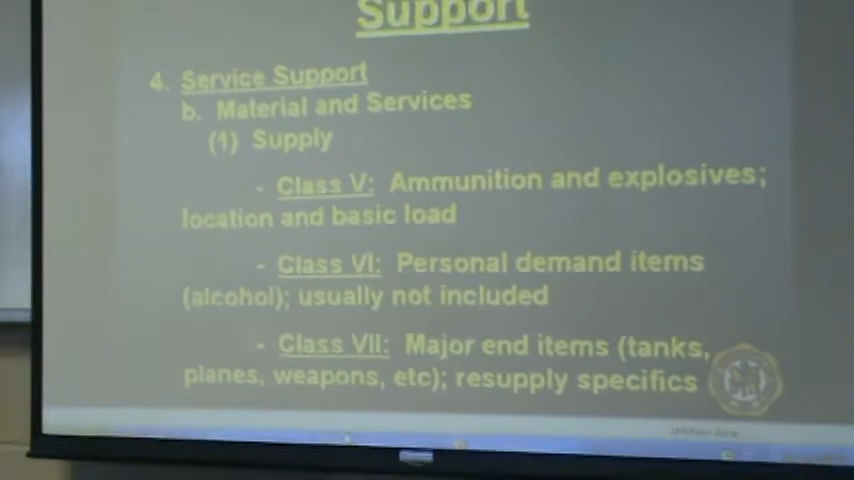 Support
4. Service Support
b. Material and Services
(1) Supply
- Class V: Ammunition and explosives;
location and basic load
- Class VI: Personal demand items
(alcohol); usually not included
- Class VII: Major end items (tanks,
planes, weapons, etc); resupply specifics